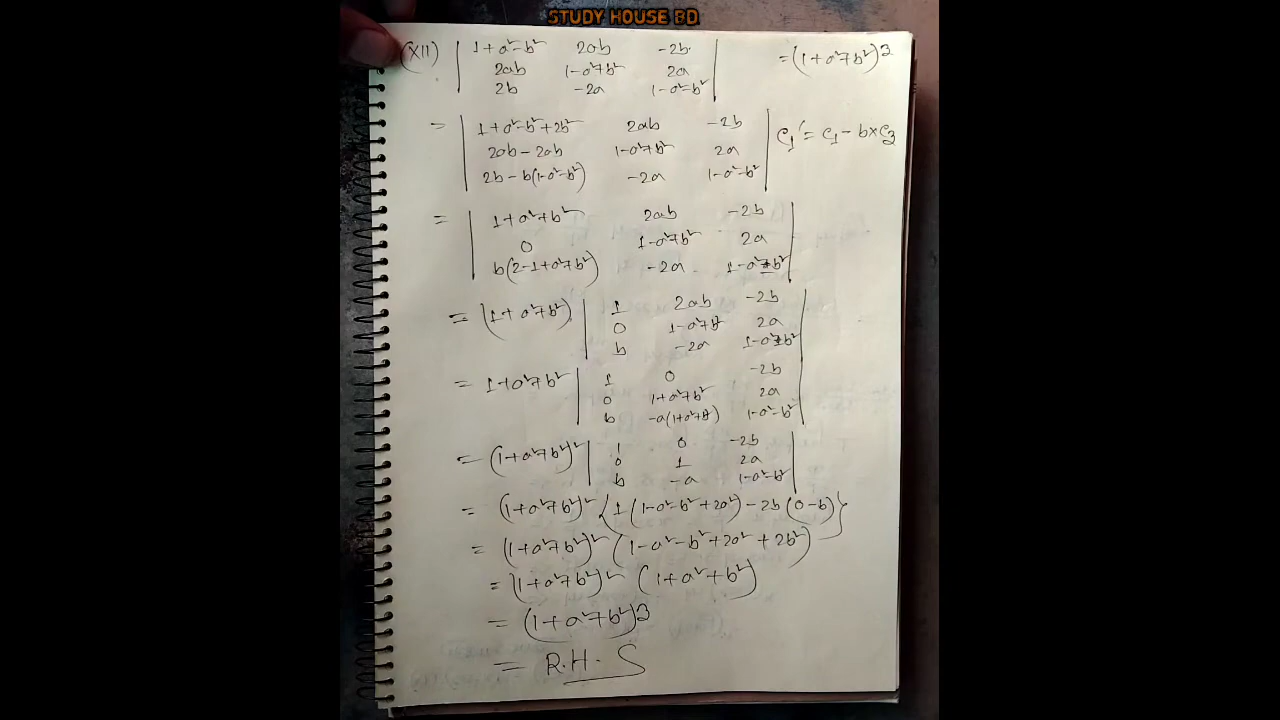 STUDY HOUSE BD
(XII) | 1+a²-b² 2ab -2b | =(1+a²+b²)3
| 2ab 1-a²+b² 2a |
| 2b -2a 1-a²-b² |
= | 1+a²-b²+2b² 2ab -2b | C₁' = C₁ - b×C₃
| 2ab-2ab 1-a²+b² 2a |
| 2b-b(1-a²-b²) -2a 1-a²-b² |
= | 1+a²+b² 2ab -2b |
| 0 1-a²+b² 2a |
| b(2-1+a²+b²) -2a 1-a²-b² |
= (1+a²+b²) | 1 2ab -2b |
| 0 1-a²+b² 2a |
| b -2a 1-a²-b² |
= 1+a²+b² | 1 0 -2b |
| 0 1+a²+b² 2a |
| b -a(1+a²+b²) 1-a²-b² |
= (1+a²+b²)² | 1 0 -2b |
| 0 1 2a |
| b -a 1-a²-b² |
= (1+a²+b²)² {1(1-a²-b²+2a²)-2b(0-b)}
= (1+a²+b²)² (1-a²-b²+2a²+2b²)
= (1+a²+b²)² (1+a²+b²)
= (1+a²+b²)3
= R.H.S